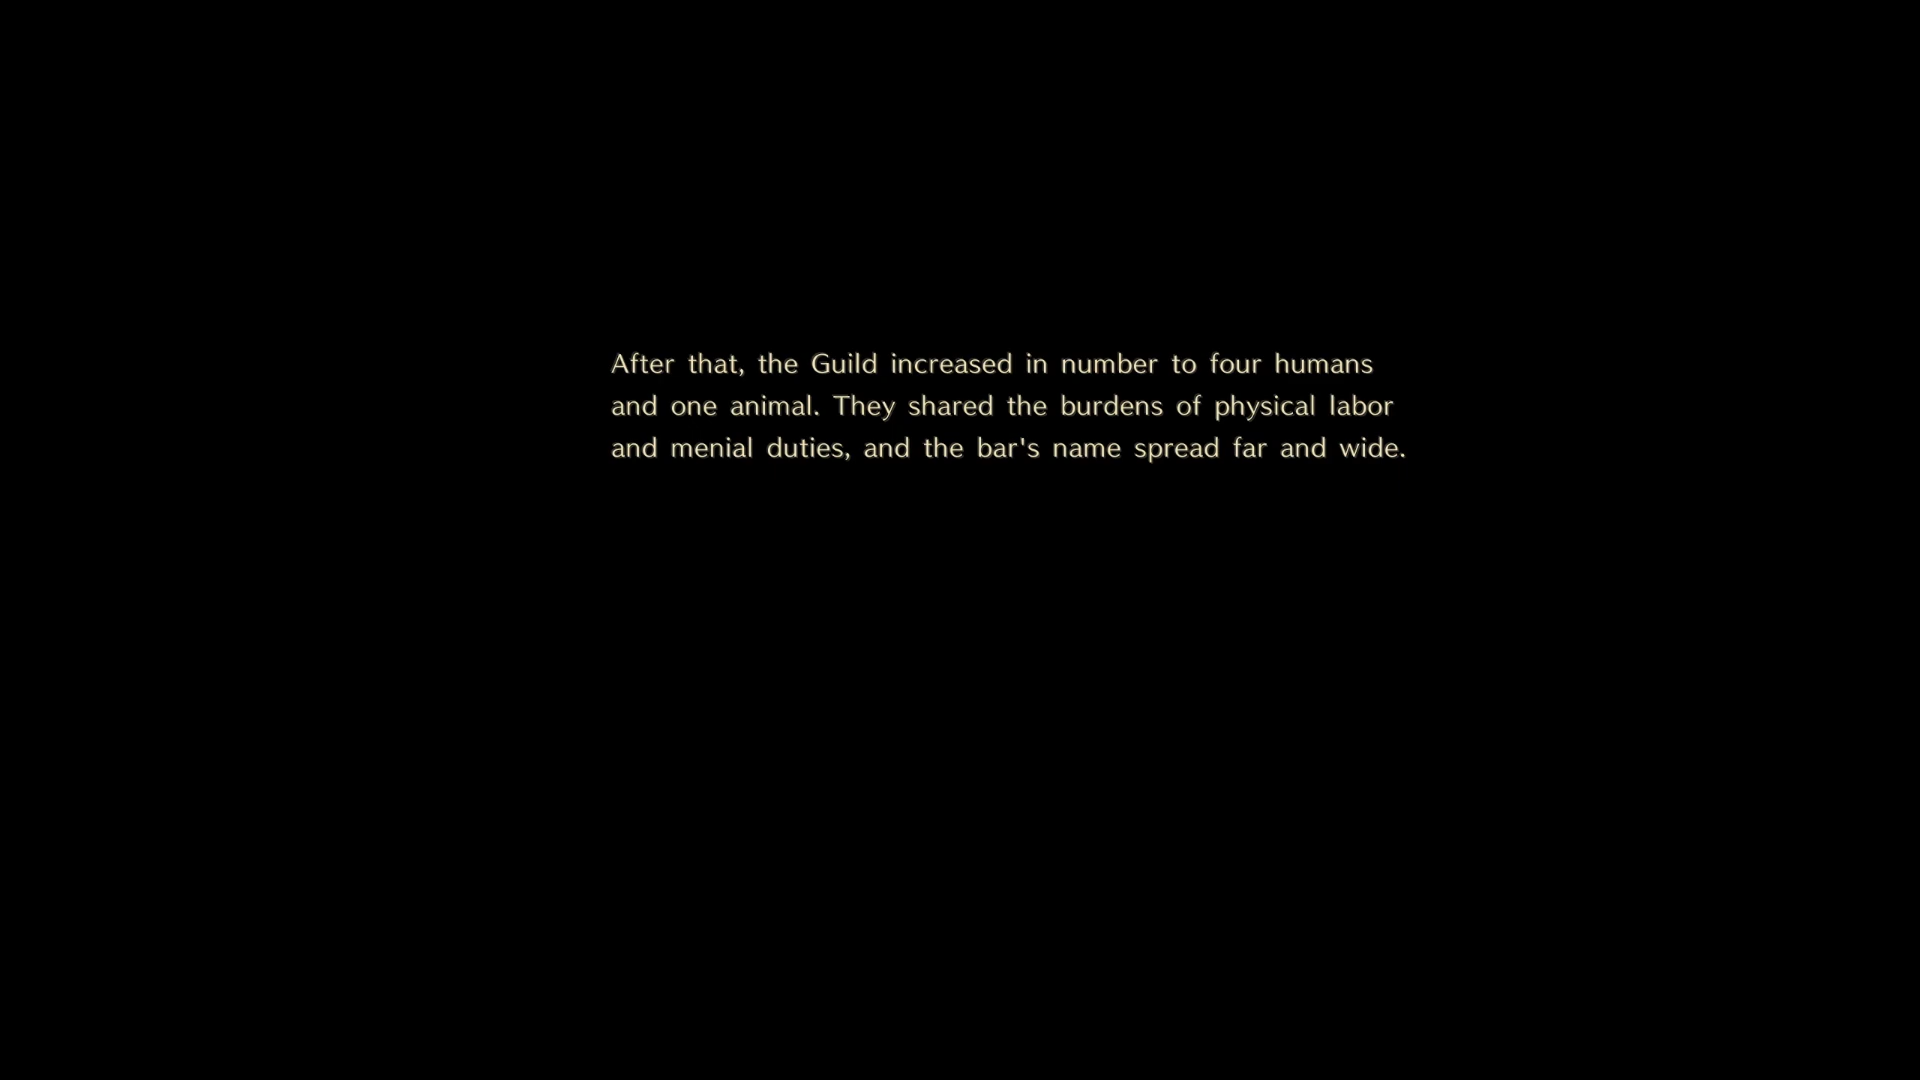 After that, the Guild increased in number to four humans
and one animal. They shared the burdens of physical labor
and menial duties, and the bar's name spread far and wide.